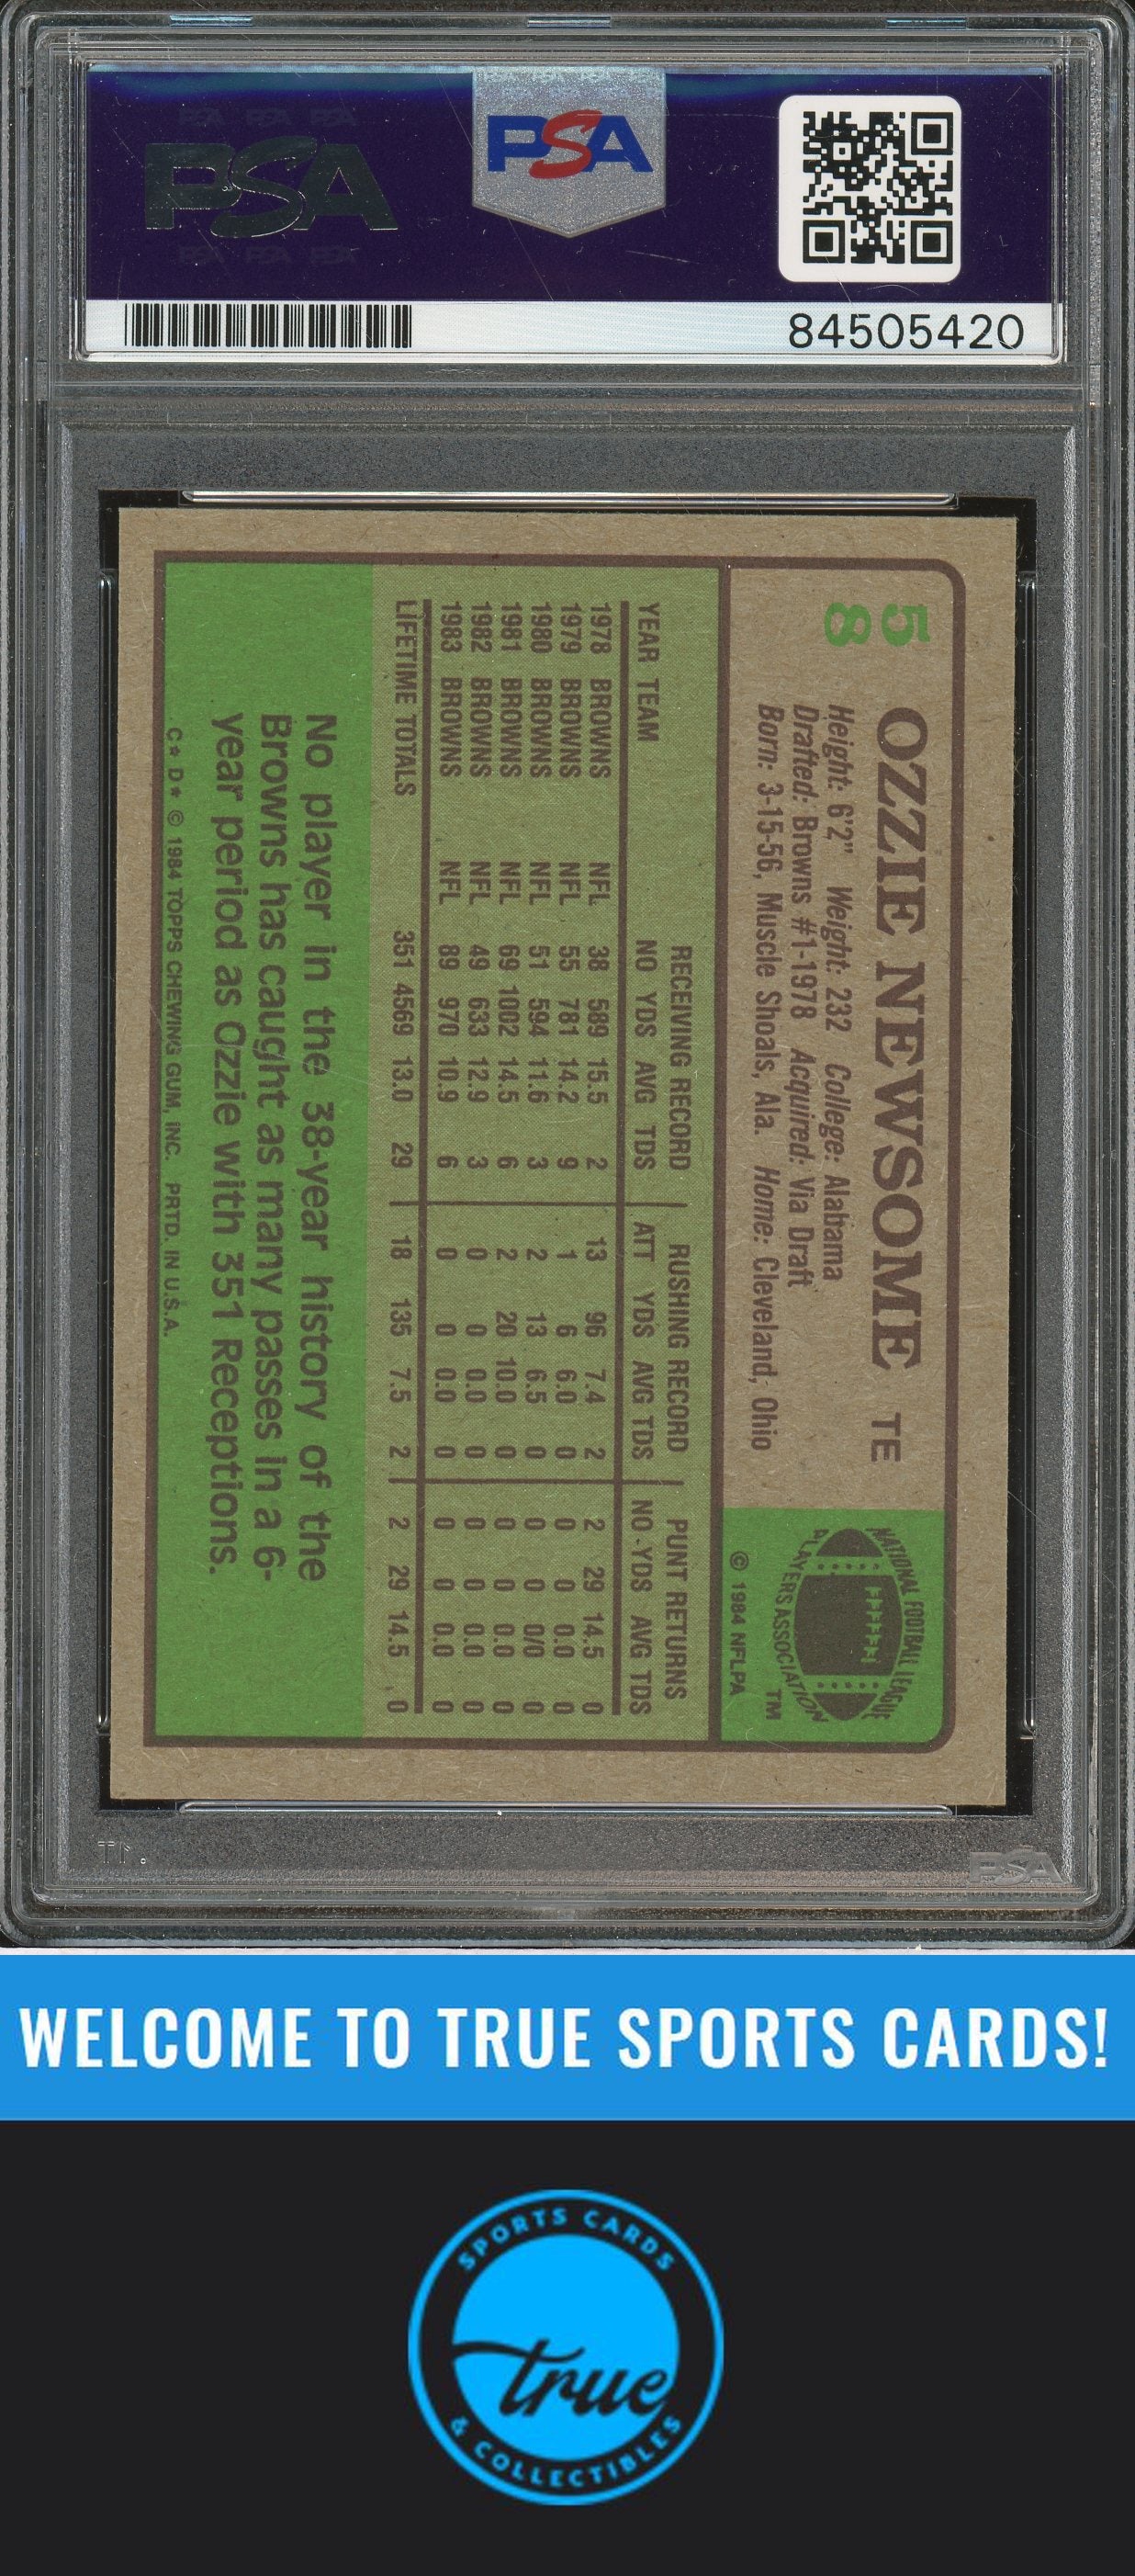 PSA
PSA
84505420
58
OZZIE NEWSOME TE
Height: 6'2" Weight: 232 College: Alabama
Drafted: Browns #1-1978 Acquired: Via Draft
Born: 3-15-56, Muscle Shoals, Ala. Home: Cleveland, Ohio
NATIONAL FOOTBALL LEAGUE
PLAYERS ASSOCIATION
TM
© 1984 NFLPA
RECEIVING RECORD RUSHING RECORD PUNT RETURNS
YEAR TEAM NO YDS AVG TDS ATT YDS AVG TDS NO YDS AVG TDS
1978 BROWNS NFL 38 589 15.5 2 13 96 7.4 2 2 29 14.5 0
1979 BROWNS NFL 55 781 14.2 9 1 6 6.0 0 0 0 0.0 0
1980 BROWNS NFL 51 594 11.6 3 2 13 6.5 0 0 0 0/0 0
1981 BROWNS NFL 69 1002 14.5 6 2 20 10.0 0 0 0 0.0 0
1982 BROWNS NFL 49 633 12.9 3 0 0 0.0 0 0 0 0.0 0
1983 BROWNS NFL 89 970 10.9 6 0 0 0.0 0 0 0 0.0 0
LIFETIME TOTALS 351 4569 13.0 29 18 135 7.5 2 2 29 14.5 0
No player in the 38-year history of the
Browns has caught as many passes in a 6-
year period as Ozzie with 351 Receptions.
C* D* © 1984 TOPPS CHEWING GUM, INC. PRTD. IN U.S.A.
PSA
WELCOME TO TRUE SPORTS CARDS!
SPORTS CARDS
true
& COLLECTIBLES